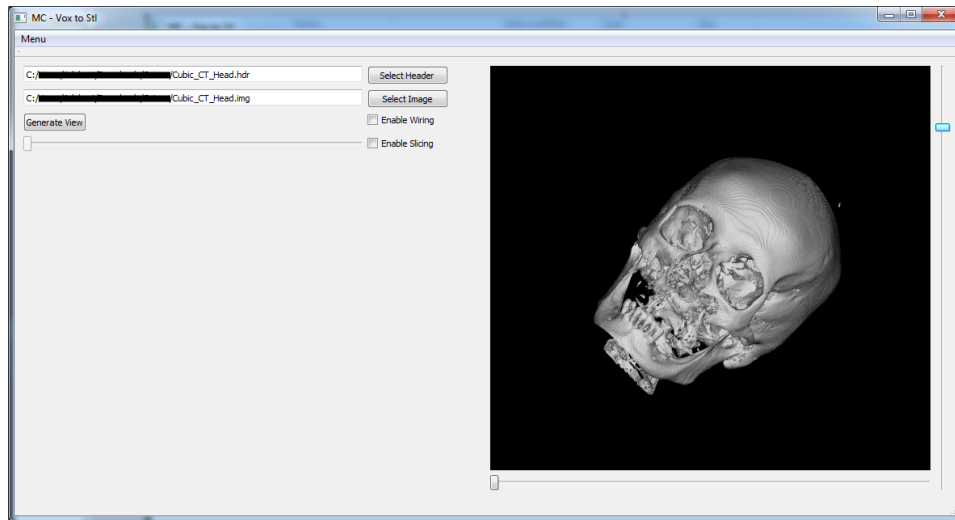 MC - Vox to Stl
Menu
C:/ /Cubic_CT_Head.hdr
Select Header
C:/ /Cubic_CT_Head.img
Select Image
Generate View
Enable Wiring
Enable Slicing